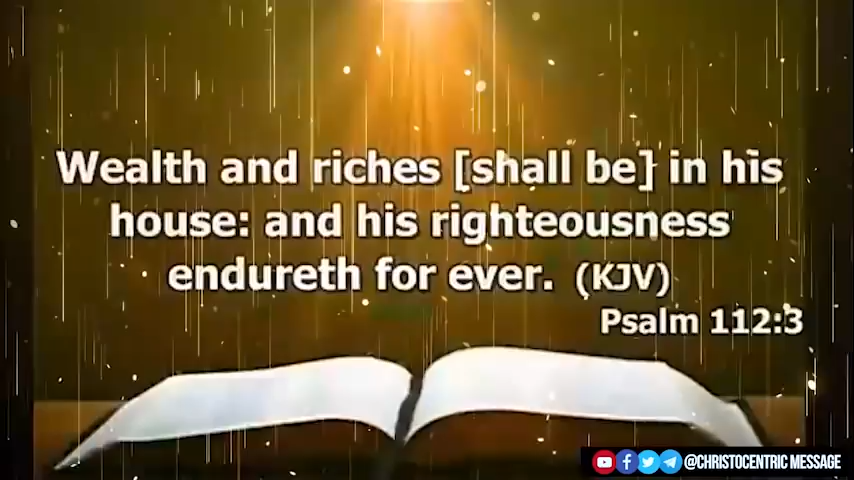 Wealth and riches [shall be] in his
house: and his righteousness
endureth for ever. (KJV)
Psalm 112:3
@CHRISTOCENTRIC MESSAGE